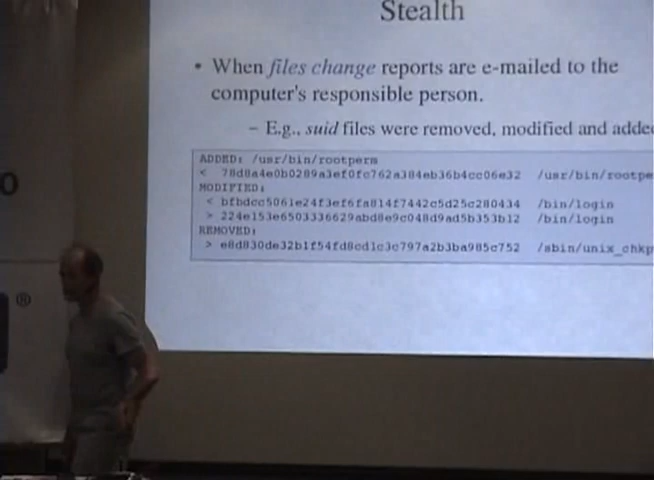 Stealth
• When files change reports are e-mailed to the
computer's responsible person.
– E.g., suid files were removed, modified and added
ADDED: /usr/bin/rootperm
< 78d8a4e0b0289a3ef0fc762a384eb36b4cc06e32 /usr/bin/rootpe
MODIFIED:
< bfbdcc5061e24f3ef6fa814f7442c5d25c280434 /bin/login
> 224e153e6503336629abd8e9c048d9ad5b353b12 /bin/login
REMOVED:
> e8d830de32b1f54fd8cd1c3c797a2b3ba985c752 /sbin/unix_chkp
O
®